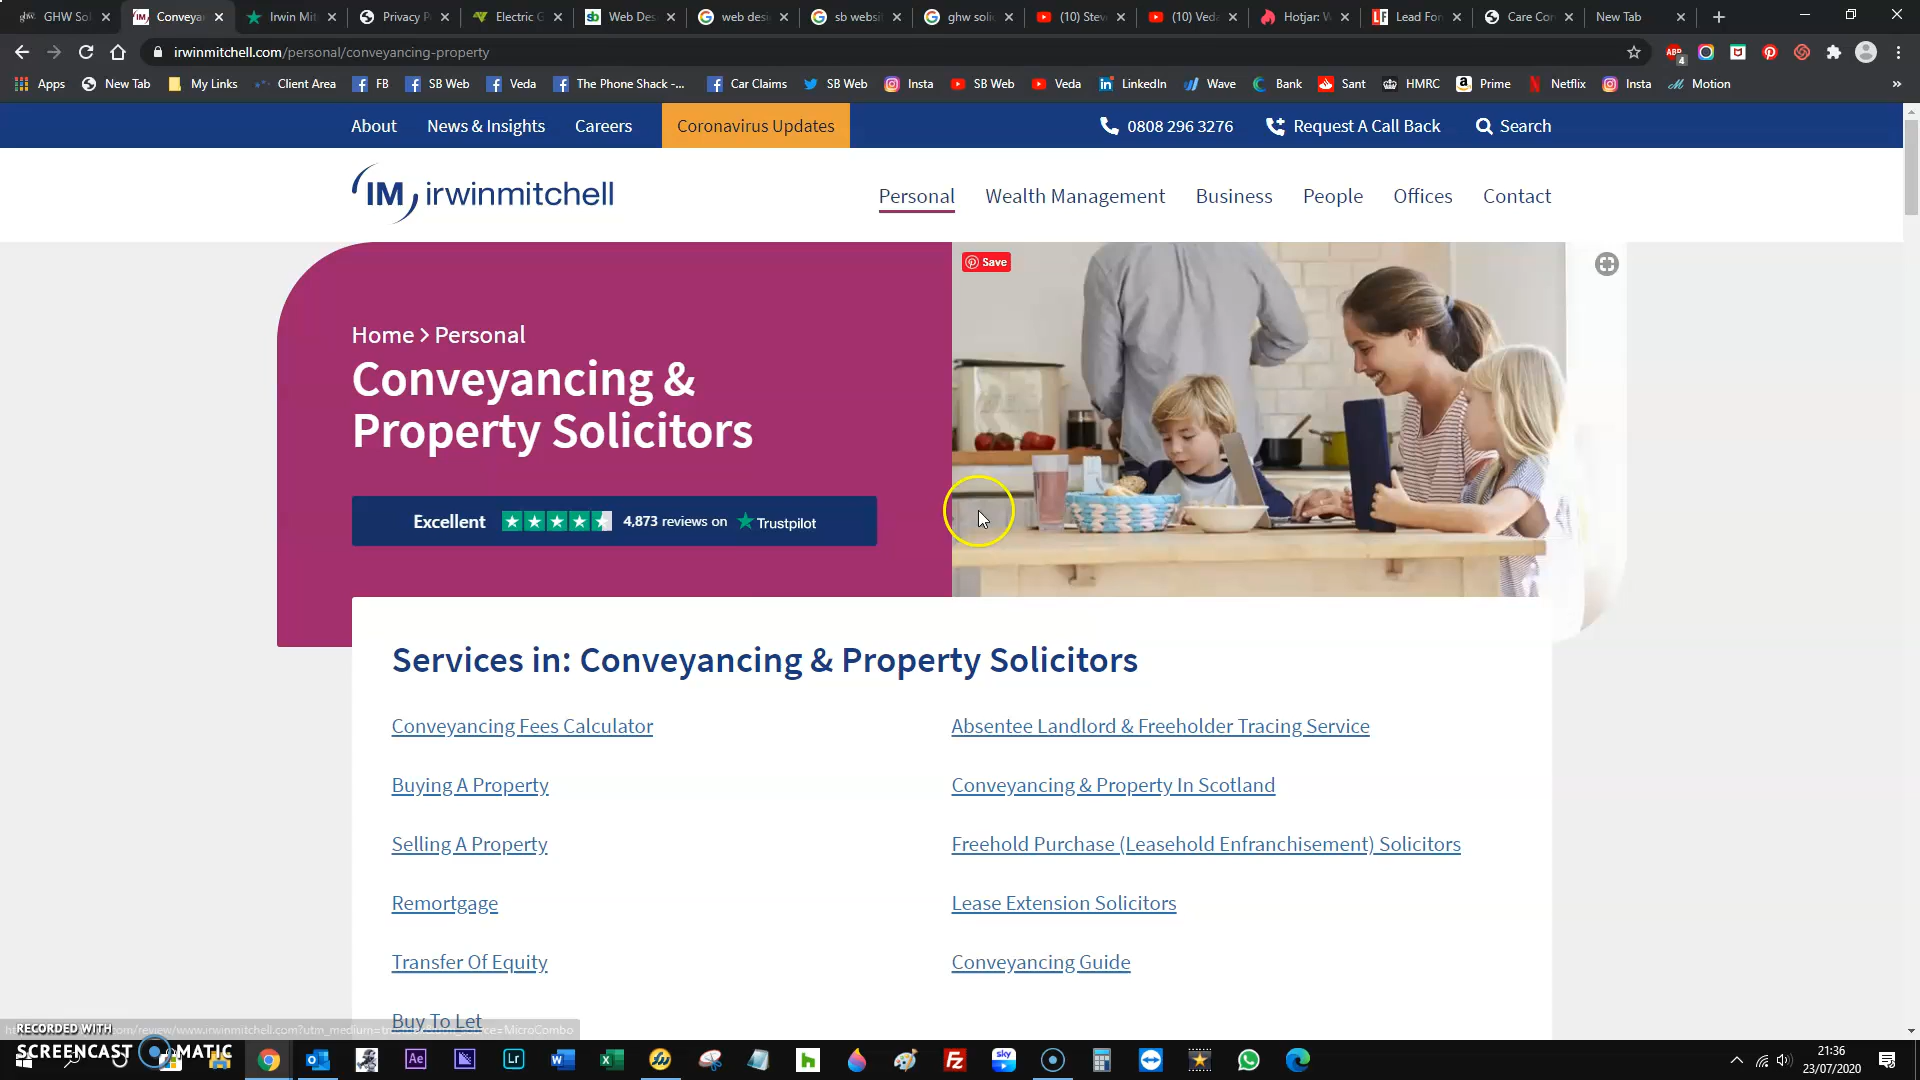 GHW Sol
Conveyan
Irwin Mit
Privacy P
Electric G
Web Des
web desi
sb websit
ghw solic
(10) Stev
(10) Veda
Hotjar: W
Lead For
Care Con
New Tab
irwinmitchell.com/personal/conveyancing-property
ABP
4
Apps New Tab My Links Client Area FB SB Web Veda The Phone Shack -... Car Claims SB Web Insta SB Web Veda LinkedIn Wave Bank Sant HMRC Prime Netflix Insta Motion »
About News & Insights Careers Coronavirus Updates 0808 296 3276 Request A Call Back Search
IM irwinmitchell
Personal Wealth Management Business People Offices Contact
Save
Home > Personal
Conveyancing &
Property Solicitors
Excellent 4,873 reviews on Trustpilot
Services in: Conveyancing & Property Solicitors
Conveyancing Fees Calculator
Absentee Landlord & Freeholder Tracing Service
Buying A Property
Conveyancing & Property In Scotland
Selling A Property
Freehold Purchase (Leasehold Enfranchisement) Solicitors
Remortgage
Lease Extension Solicitors
Transfer Of Equity
Conveyancing Guide
Buy To Let
RECORDED WITH
SCREENCAST MATIC
21:36
23/07/2020